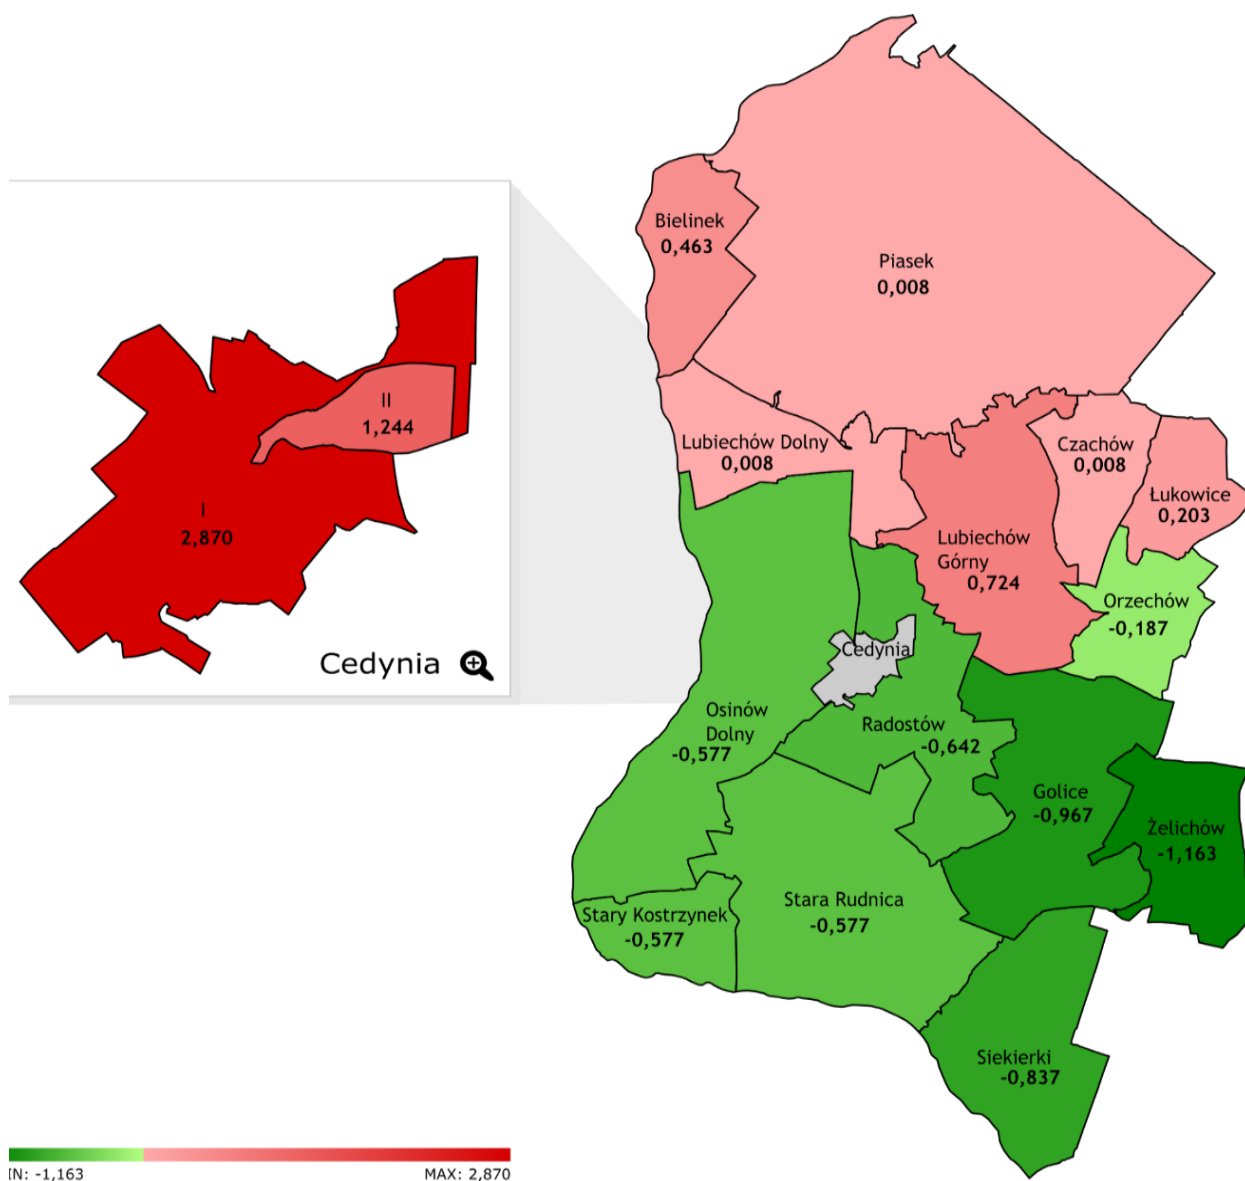 Bielinek
0,463
Piasek
0,008
II
1,244
Lubiechów Dolny
0,008
Czachów
0,008
Łukowice
0,203
I
2,870
Lubiechów
Górny
0,724
Orzechów
-0,187
Cedynia
Cedynia
Osinów
Dolny
-0,577
Radostów
-0,642
Golice
-0,967
Żelichów
-1,163
Stara Rudnica
-0,577
Stary Kostrzynek
-0,577
Siekierki
-0,837
IN: -1,163
MAX: 2,870